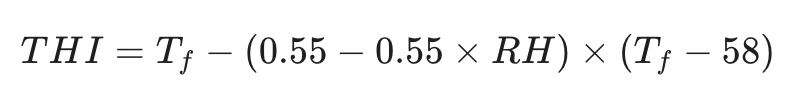 THI = T_f − (0.55 − 0.55 × RH) × (T_f − 58)